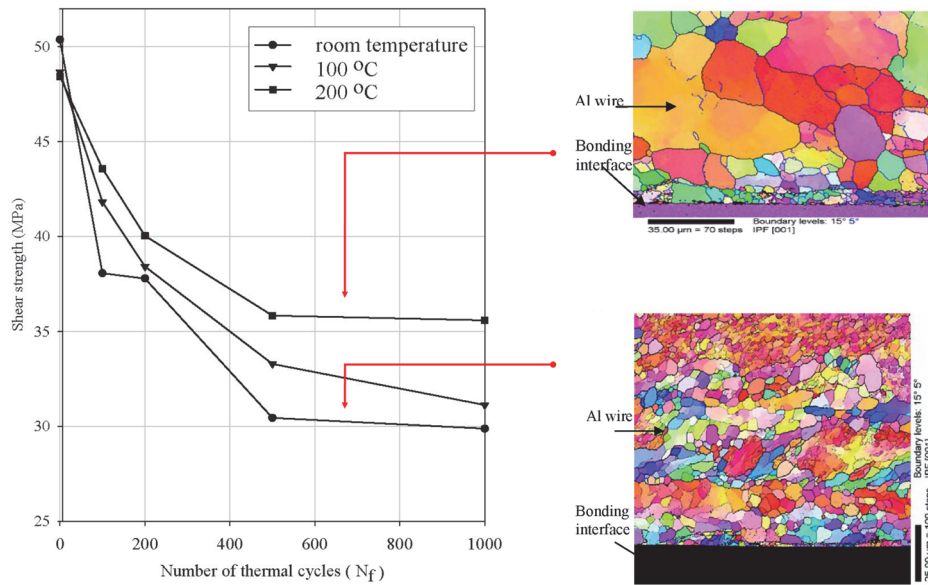 50
45
40
35
30
25
0
200
400
600
800
1000
Shear strength (MPa)
Number of thermal cycles ( Nf )
room temperature
100 ºC
200 ºC
Al wire
Bonding
interface
Boundary levels: 15° 5°
35.00 µm = 70 steps IPF [001]
Al wire
Bonding
interface
Boundary levels: 15° 5°